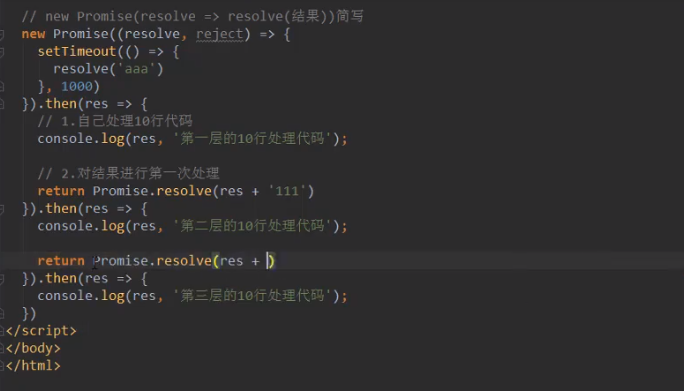 // new Promise(resolve => resolve(结果))简写
new Promise((resolve, reject) => {
setTimeout(() => {
resolve('aaa')
}, 1000)
}).then(res => {
// 1.自己处理10行代码
console.log(res, '第一层的10行处理代码');
// 2.对结果进行第一次处理
return Promise.resolve(res + '111')
}).then(res => {
console.log(res, '第二层的10行处理代码');
return Promise.resolve(res + )
}).then(res => {
console.log(res, '第三层的10行处理代码');
})
</script>
</body>
</html>